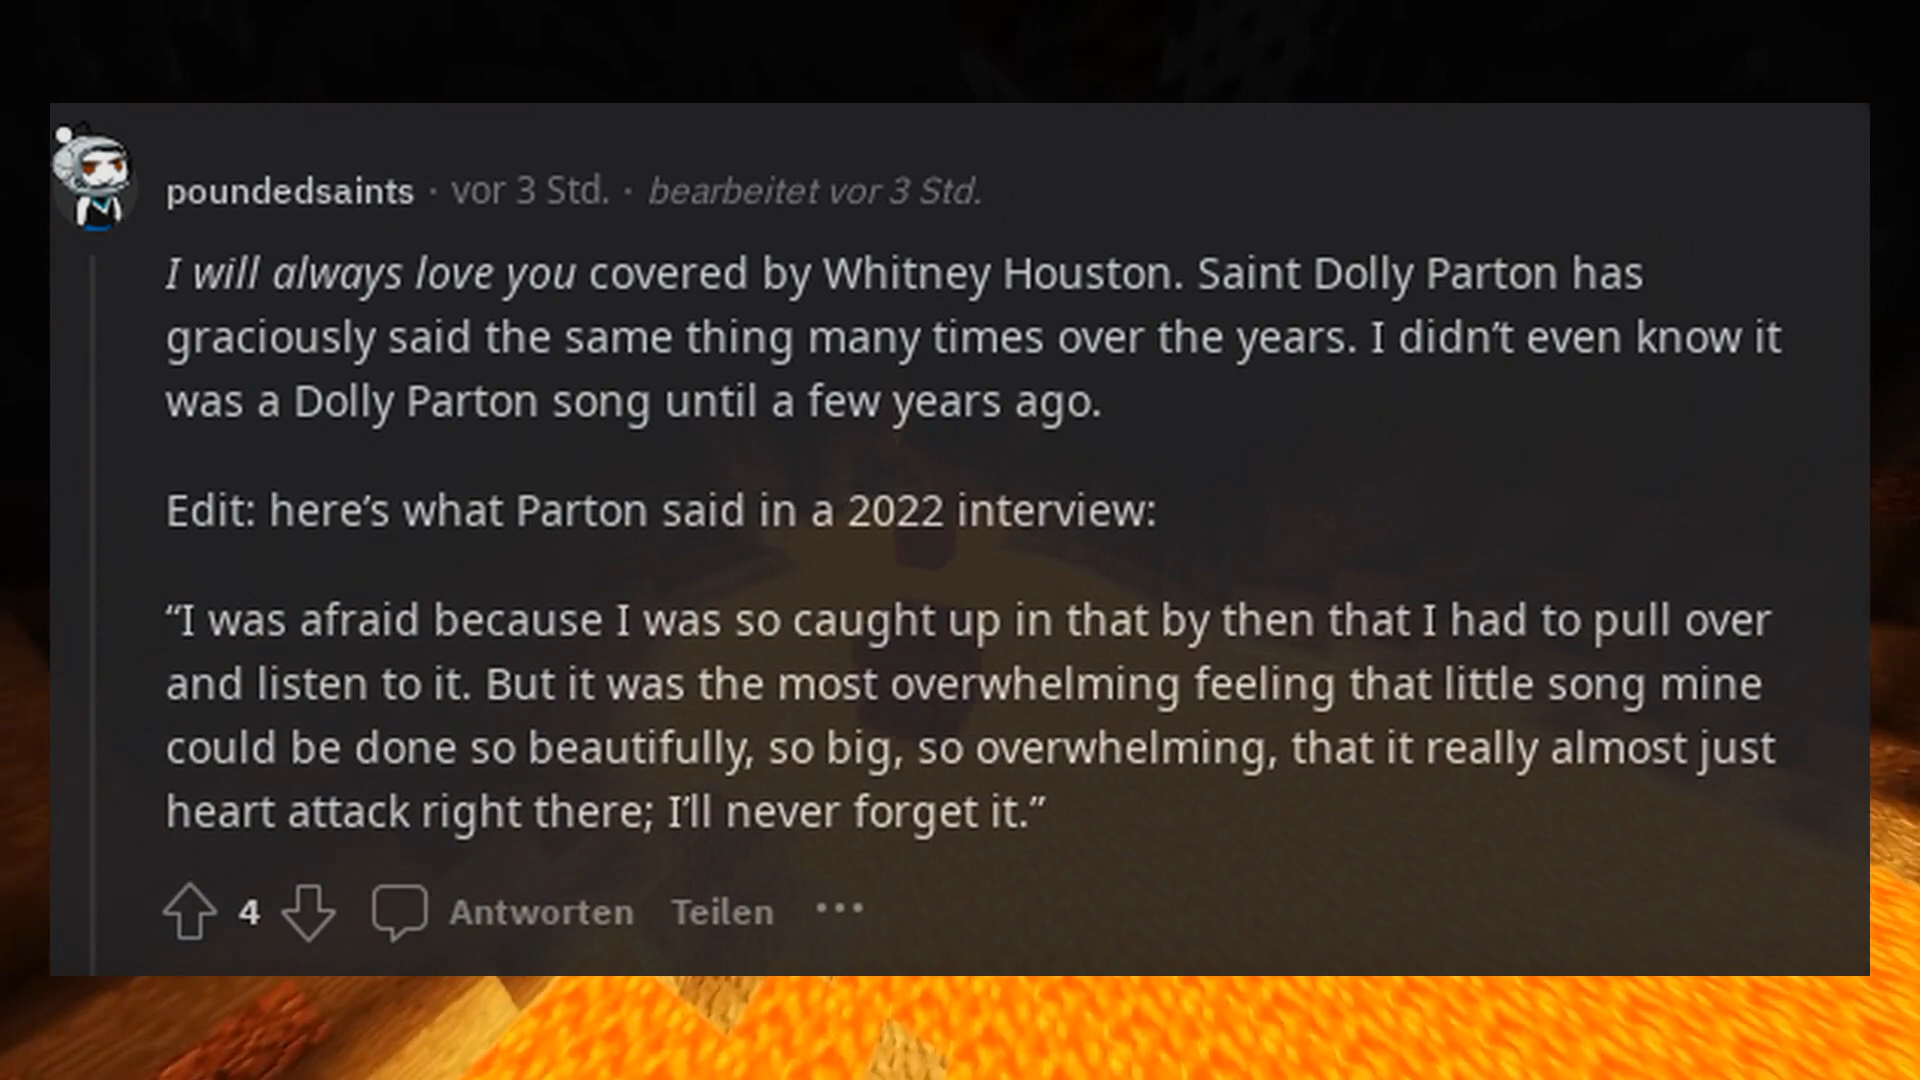 poundedsaints · vor 3 Std. · bearbeitet vor 3 Std.
I will always love you covered by Whitney Houston. Saint Dolly Parton has
graciously said the same thing many times over the years. I didn’t even know it
was a Dolly Parton song until a few years ago.
Edit: here’s what Parton said in a 2022 interview:
“I was afraid because I was so caught up in that by then that I had to pull over
and listen to it. But it was the most overwhelming feeling that little song mine
could be done so beautifully, so big, so overwhelming, that it really almost just
heart attack right there; I’ll never forget it.”
4 Antworten Teilen ···